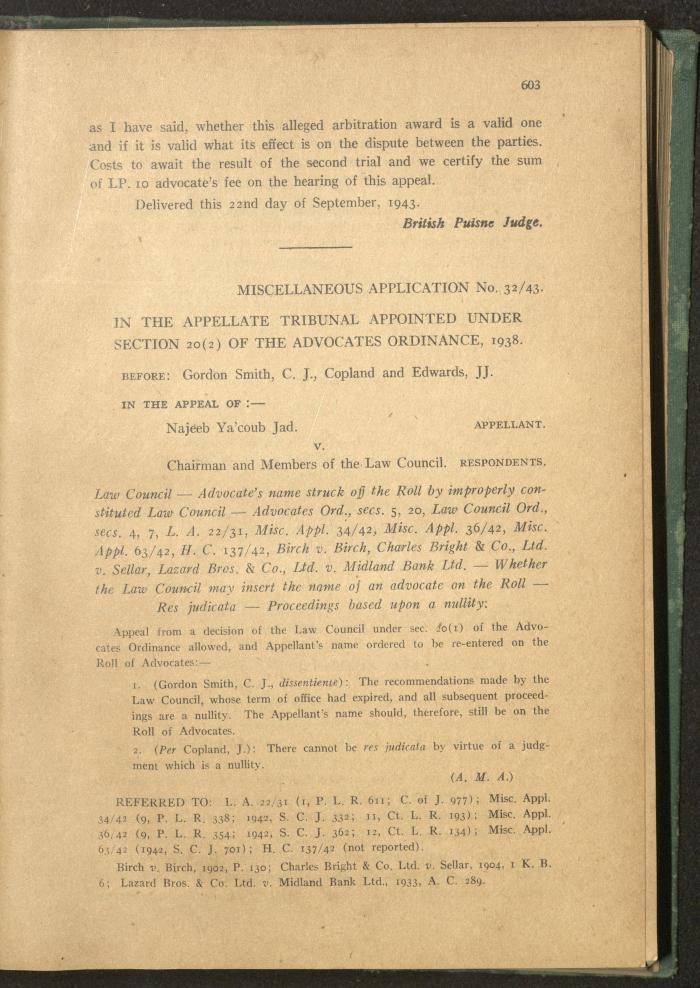 603
as I have said, whether this alleged arbitration award is a valid one
and if it is valid what its effect is on the dispute between the parties.
Costs to await the result of the second trial and we certify the sum
of LP. 10 advocate's fee on the hearing of this appeal.
Delivered this 22nd day of September, 1943.
British Puisne Judge.
MISCELLANEOUS APPLICATION No. 32/43.
IN THE APPELLATE TRIBUNAL APPOINTED UNDER
SECTION 20(2) OF THE ADVOCATES ORDINANCE, 1938.
BEFORE: Gordon Smith, C. J., Copland and Edwards, JJ.
IN THE APPEAL OF :—
Najeeb Ya'coub Jad. APPELLANT.
v.
Chairman and Members of the Law Council. RESPONDENTS.
Law Council — Advocate's name struck off the Roll by improperly con-
stituted Law Council — Advocates Ord., secs. 5, 20, Law Council Ord.,
secs. 4, 7, L. A. 22/31, Misc. Appl. 34/42, Misc. Appl. 36/42, Misc.
Appl. 63/42, H. C. 137/42, Birch v. Birch, Charles Bright & Co., Ltd.
v. Sellar, Lazard Bros. & Co., Ltd. v. Midland Bank Ltd. — Whether
the Law Council may insert the name of an advocate on the Roll —
Res judicata — Proceedings based upon a nullity.
Appeal from a decision of the Law Council under sec. 20(1) of the Advo-
cates Ordinance allowed, and Appellant's name ordered to be re-entered on the
Roll of Advocates:—
1. (Gordon Smith, C. J., dissentiente): The recommendations made by the
Law Council, whose term of office had expired, and all subsequent proceed-
ings are a nullity. The Appellant's name should, therefore, still be on the
Roll of Advocates.
2. (Per Copland, J.): There cannot be res judicata by virtue of a judg-
ment which is a nullity.
(A. M. A.)
REFERRED TO: L. A. 22/31 (1, P. L. R. 611; C. of J. 977); Misc. Appl.
34/42 (9, P. L. R. 338; 1942, S. C. J. 332; 11, Ct. L. R. 193); Misc. Appl.
36/42 (9, P. L. R. 354; 1942, S. C. J. 362; 12, Ct. L. R. 134); Misc. Appl.
63/42 (1942, S. C. J. 701); H. C. 137/42 (not reported).
Birch v. Birch, 1902, P. 130; Charles Bright & Co. Ltd. v. Sellar, 1904, 1 K. B.
6; Lazard Bros. & Co. Ltd. v. Midland Bank Ltd., 1933, A. C. 289.